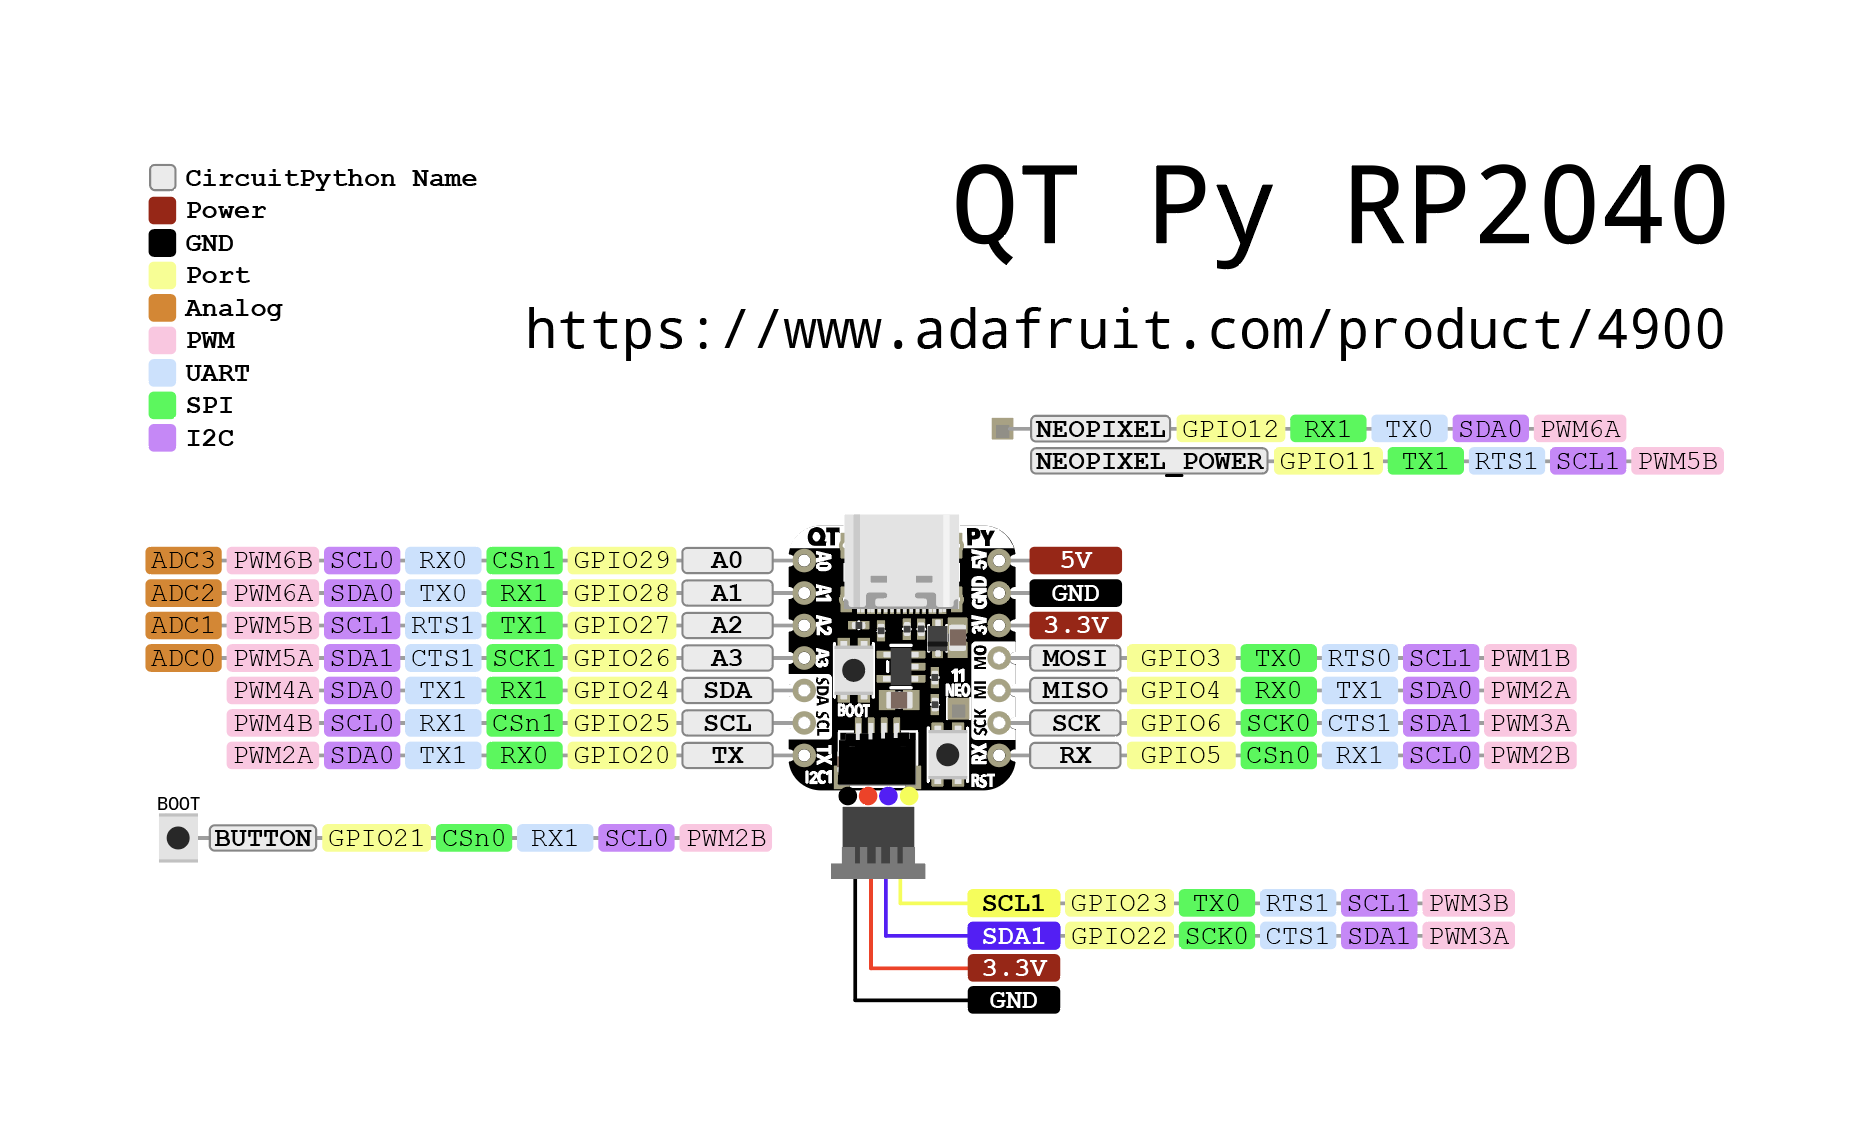 QT Py RP2040
https://www.adafruit.com/product/4900
CircuitPython Name
Power
GND
Port
Analog
PWM
UART
SPI
I2C
NEOPIXEL GPIO12 RX1 TX0 SDA0 PWM6A
NEOPIXEL_POWER GPIO11 TX1 RTS1 SCL1 PWM5B
QT PY
ADC3 PWM6B SCL0 RX0 CSn1 GPIO29 A0 A0 5V 5V
ADC2 PWM6A SDA0 TX0 RX1 GPIO28 A1 A1 GND GND
ADC1 PWM5B SCL1 RTS1 TX1 GPIO27 A2 A2 3V 3.3V
ADC0 PWM5A SDA1 CTS1 SCK1 GPIO26 A3 A3 MO MOSI GPIO3 TX0 RTS0 SCL1 PWM1B
PWM4A SDA0 TX1 RX1 GPIO24 SDA SDA 11 NEO MI MISO GPIO4 RX0 TX1 SDA0 PWM2A
PWM4B SCL0 RX1 CSn1 GPIO25 SCL SCL BOOT SCK SCK GPIO6 SCK0 CTS1 SDA1 PWM3A
PWM2A SDA0 TX1 RX0 GPIO20 TX TX RX RX GPIO5 CSn0 RX1 SCL0 PWM2B
I2C1 RST
BOOT
BUTTON GPIO21 CSn0 RX1 SCL0 PWM2B
SCL1 GPIO23 TX0 RTS1 SCL1 PWM3B
SDA1 GPIO22 SCK0 CTS1 SDA1 PWM3A
3.3V
GND